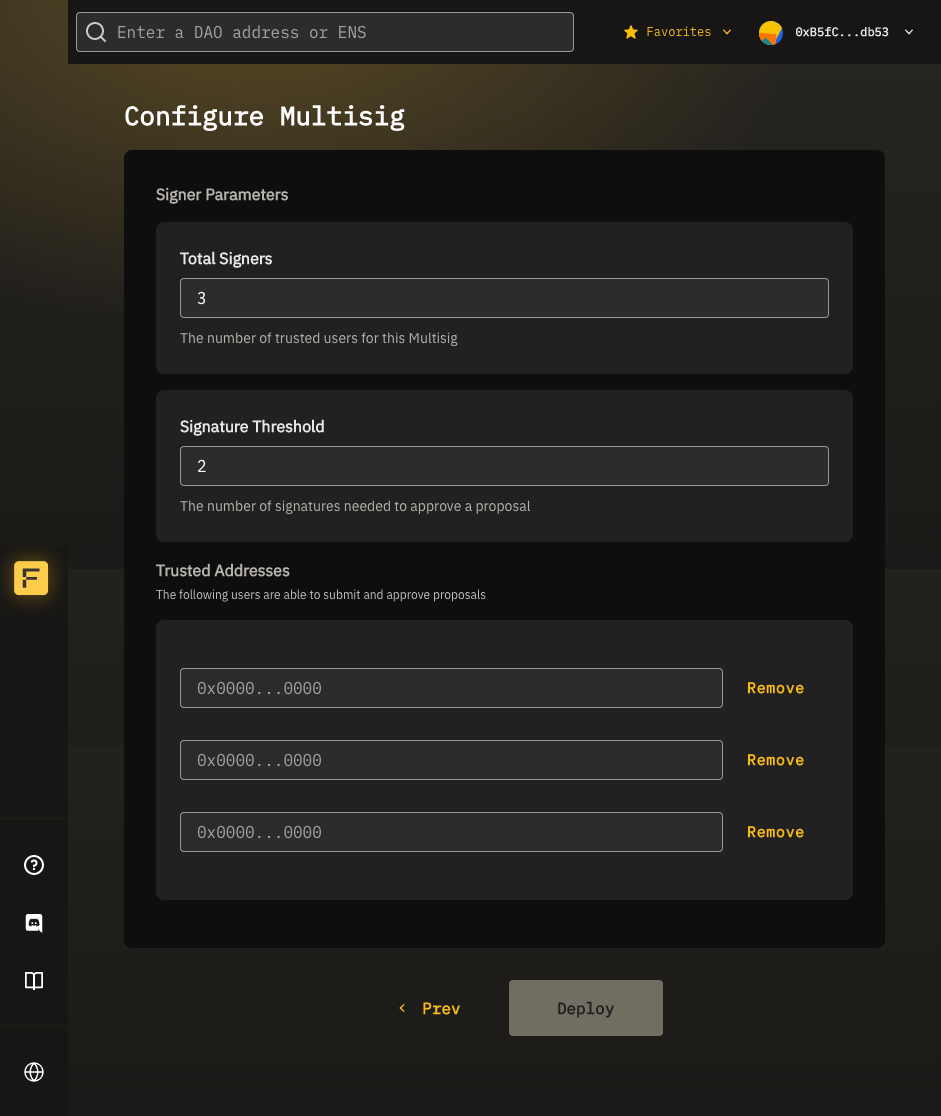 Enter a DAO address or ENS
Favorites
0xB5fC...db53
Configure Multisig
Signer Parameters
Total Signers
3
The number of trusted users for this Multisig
Signature Threshold
2
The number of signatures needed to approve a proposal
Trusted Addresses
The following users are able to submit and approve proposals
0x0000...0000
Remove
0x0000...0000
Remove
0x0000...0000
Remove
Prev
Deploy